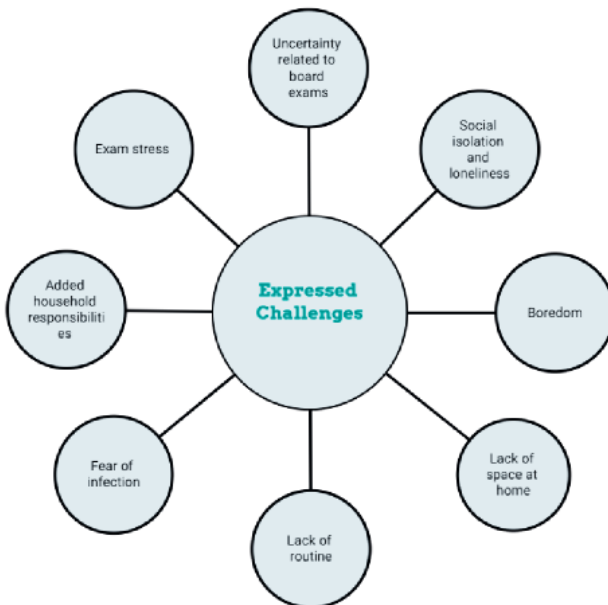 Uncertainty
related to
board
exams
Social
isolation
and
loneliness
Boredom
Lack of
space at
home
Lack of
routine
Fear of
infection
Added
household
responsibiliti
es
Exam stress
Expressed
Challenges